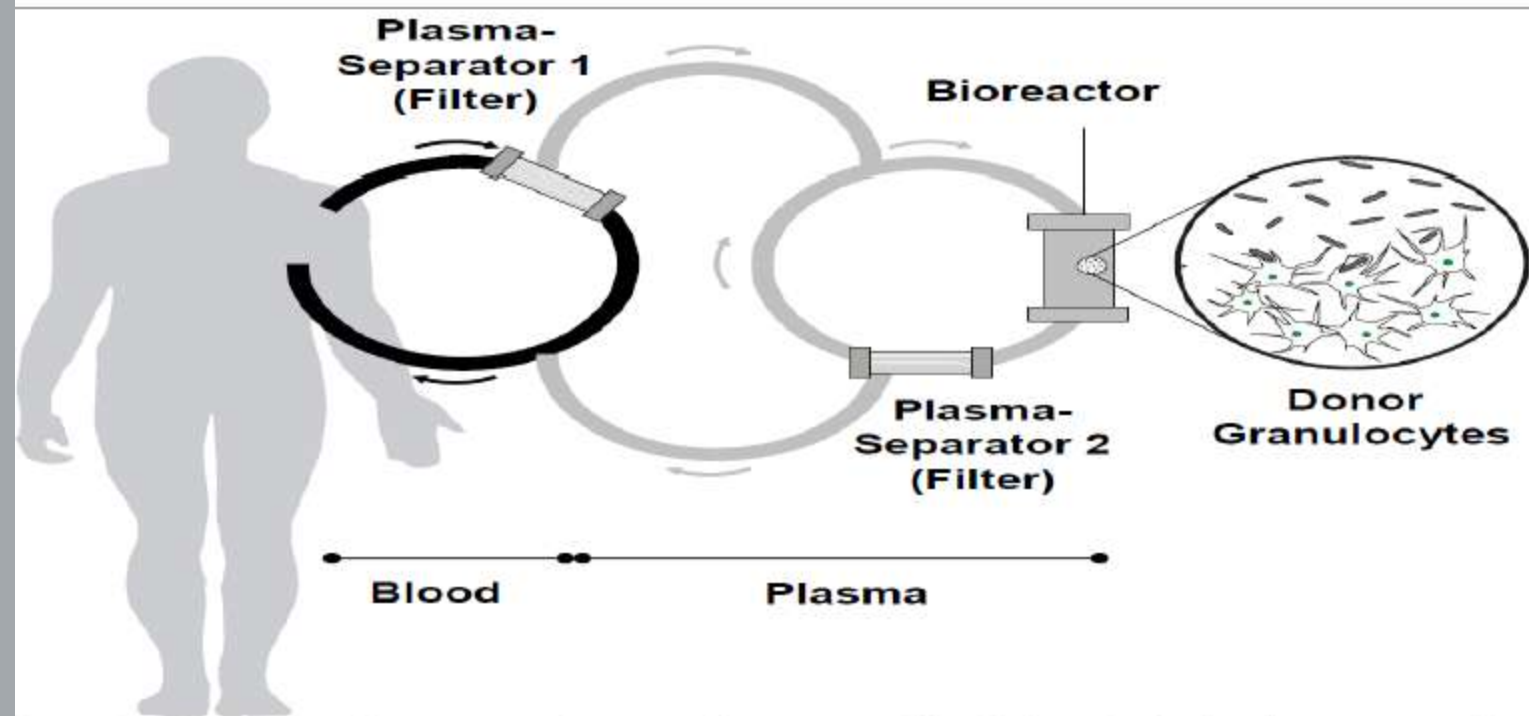 Plasma-
Separator 1
(Filter)
Bioreactor
Donor
Granulocytes
Plasma-
Separator 2
(Filter)
Blood
Plasma